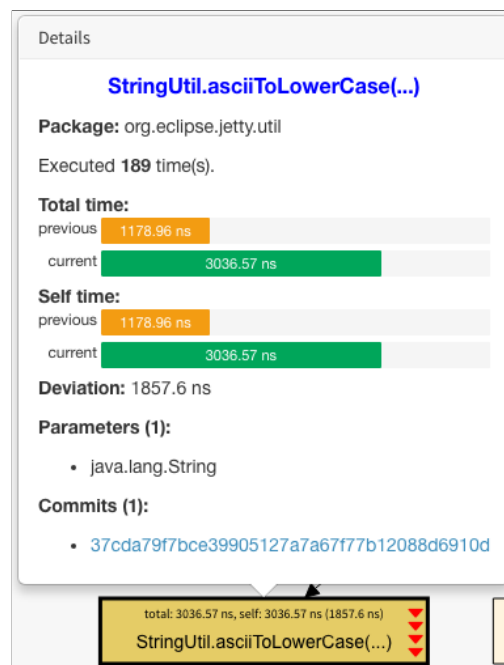 Details
StringUtil.asciiToLowerCase(...)
Package: org.eclipse.jetty.util
Executed 189 time(s).
Total time:
previous 1178.96 ns
current 3036.57 ns
Self time:
previous 1178.96 ns
current 3036.57 ns
Deviation: 1857.6 ns
Parameters (1):
• java.lang.String
Commits (1):
• 37cda79f7bce39905127a7a67f77b12088d6910d
total: 3036.57 ns, self: 3036.57 ns (1857.6 ns)
StringUtil.asciiToLowerCase(...)